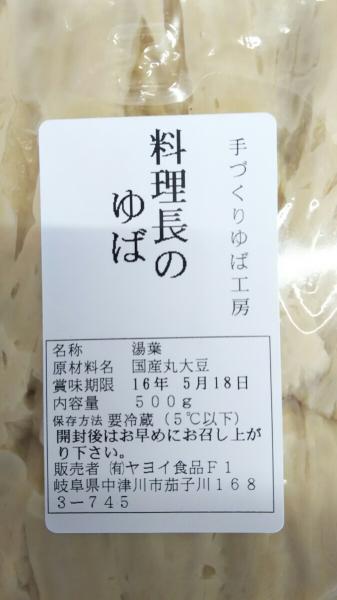 手づくりゆば工房
料理長の
ゆば
名称 湯葉
原材料名 国産丸大豆
賞味期限 16年 5月18日
内容量 500g
保存方法 要冷蔵（5℃以下）
開封後はお早めにお召し上が
り下さい。
販売者 ㈲ヤヨイ食品F1
岐阜県中津川市茄子川168
3－745